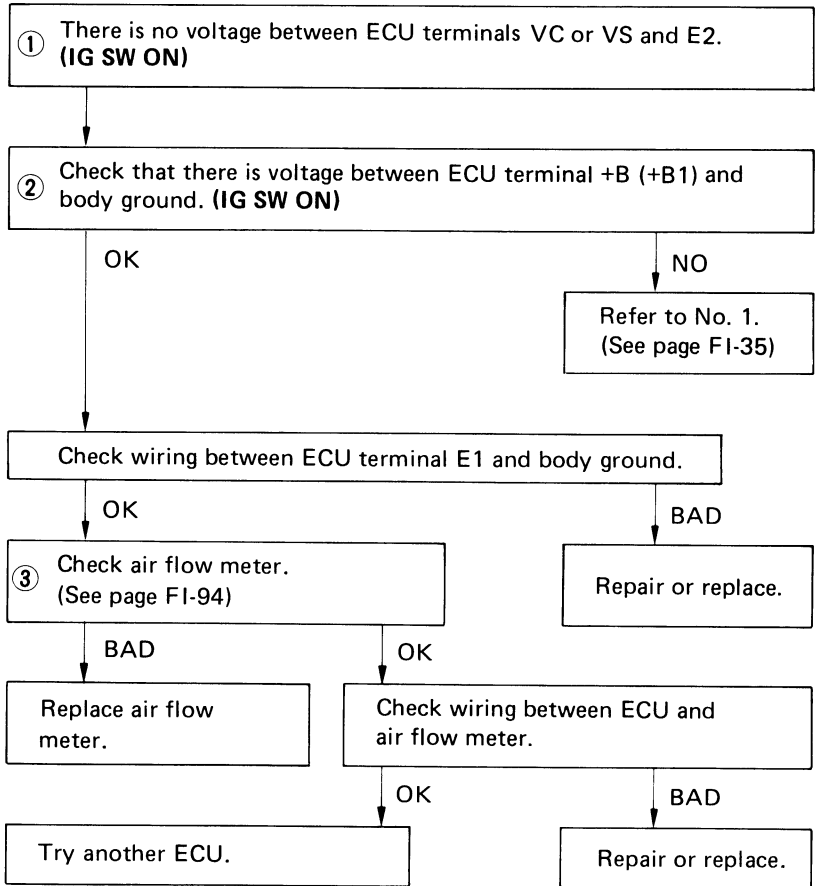 ① There is no voltage between ECU terminals VC or VS and E2.
(IG SW ON)
② Check that there is voltage between ECU terminal +B (+B1) and
body ground. (IG SW ON)
OK
NO
Refer to No. 1.
(See page FI-35)
Check wiring between ECU terminal E1 and body ground.
OK
BAD
③ Check air flow meter.
(See page FI-94)
Repair or replace.
BAD
OK
Replace air flow
meter.
Check wiring between ECU and
air flow meter.
OK
BAD
Try another ECU.
Repair or replace.